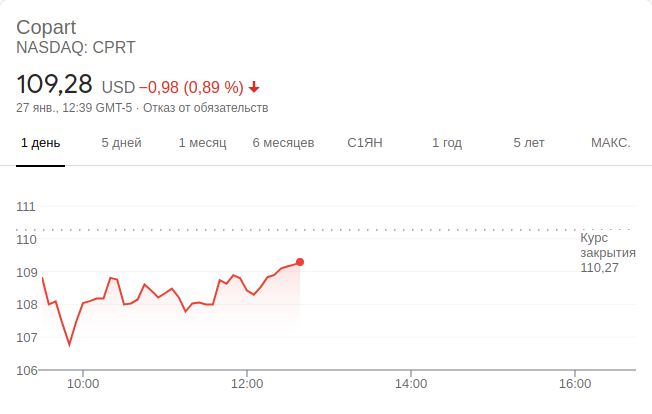 Copart
NASDAQ: CPRT
109,28 USD −0,98 (0,89 %)
27 янв., 12:39 GMT-5 · Отказ от обязательств
1 день 5 дней 1 месяц 6 месяцев С1ЯН 1 год 5 лет МАКС.
111
110
109
108
107
106
Курс
закрытия
110,27
10:00 12:00 14:00 16:00